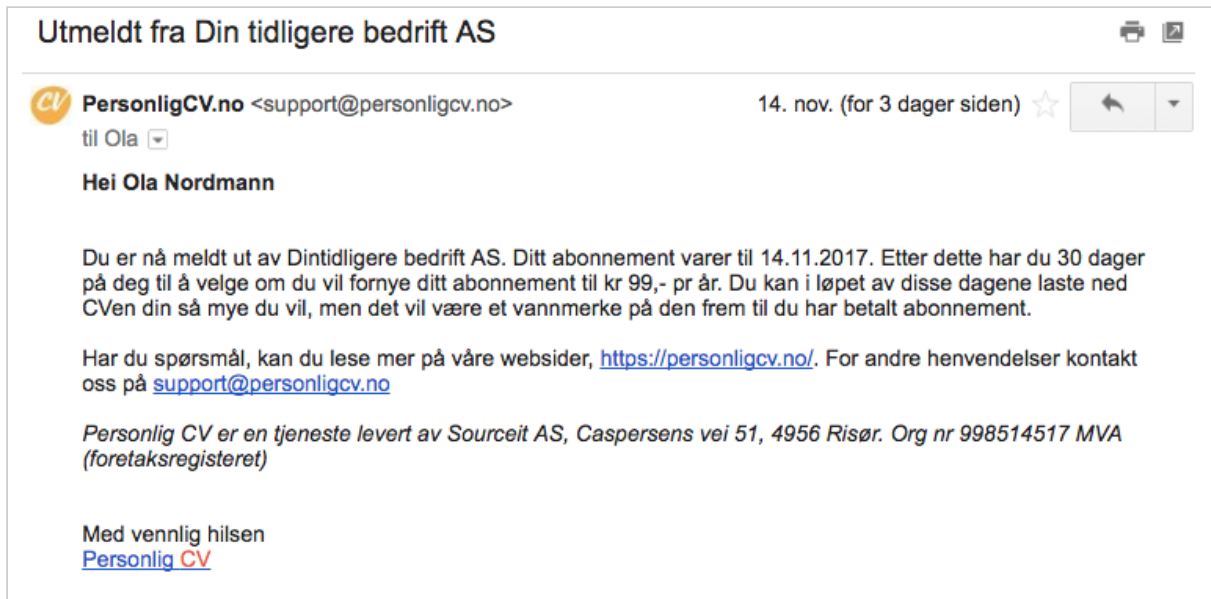 Utmeldt fra Din tidligere bedrift AS
CV PersonligCV.no <support@personligcv.no> 14. nov. (for 3 dager siden)
til Ola
Hei Ola Nordmann
Du er nå meldt ut av Dintidligere bedrift AS. Ditt abonnement varer til 14.11.2017. Etter dette har du 30 dager
på deg til å velge om du vil fornye ditt abonnement til kr 99,- pr år. Du kan i løpet av disse dagene laste ned
CVen din så mye du vil, men det vil være et vannmerke på den frem til du har betalt abonnement.
Har du spørsmål, kan du lese mer på våre websider, https://personligcv.no/. For andre henvendelser kontakt
oss på support@personligcv.no
Personlig CV er en tjeneste levert av Sourceit AS, Caspersens vei 51, 4956 Risør. Org nr 998514517 MVA
(foretaksregisteret)
Med vennlig hilsen
Personlig CV